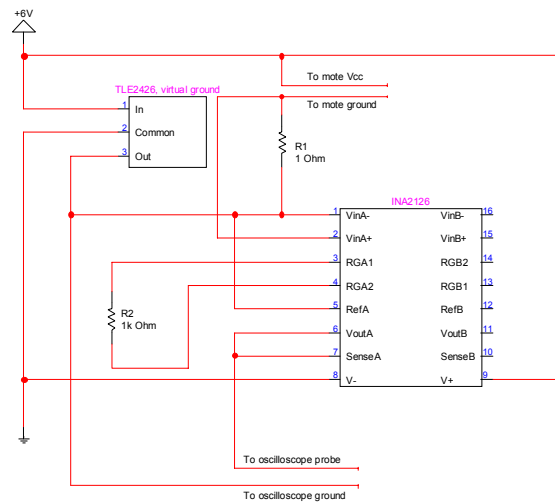 +6V
TLE2426, virtual ground
1 In
2 Common
3 Out
To mote Vcc
To mote ground
R1
1 Ohm
INA2126
1 VinA- VinB- 16
2 VinA+ VinB+ 15
3 RGA1 RGB2 14
4 RGA2 RGB1 13
5 RefA RefB 12
6 VoutA VoutB 11
7 SenseA SenseB 10
8 V- V+ 9
R2
1k Ohm
To oscilloscope probe
To oscilloscope ground